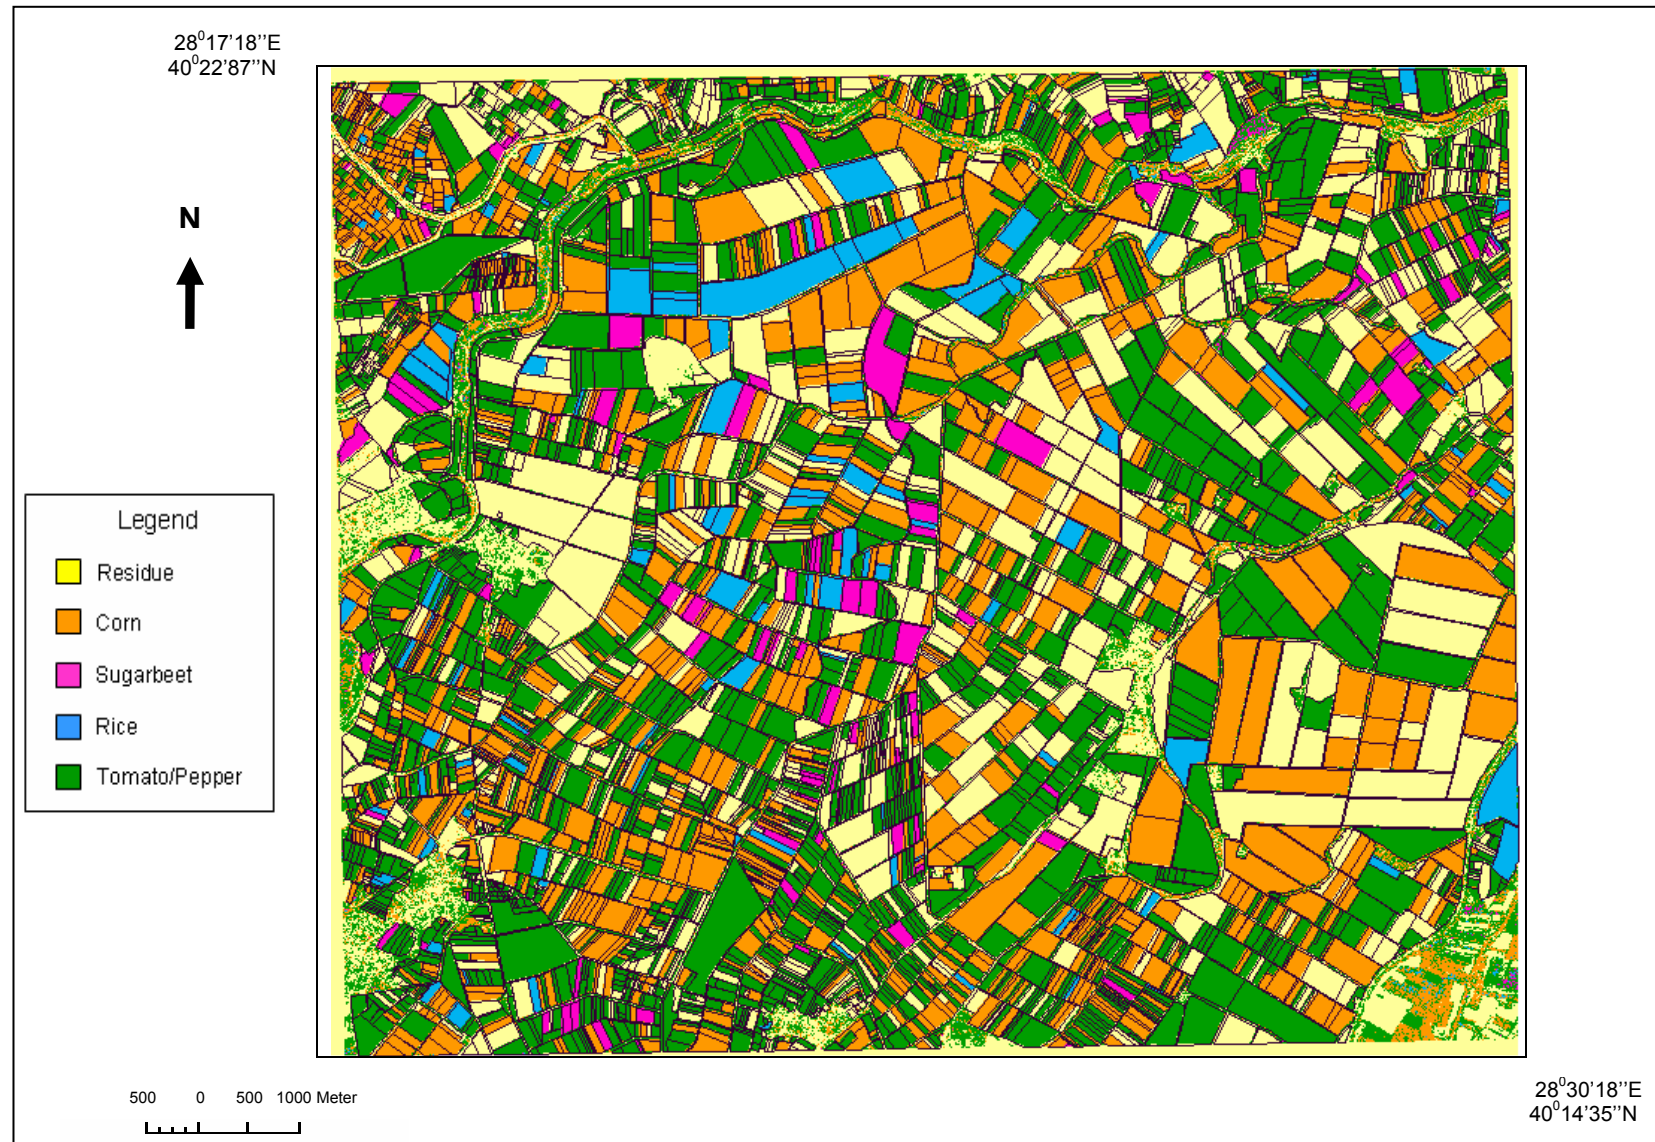 28⁰17'18''E
40⁰22'87''N
N
Legend
Residue
Corn
Sugarbeet
Rice
Tomato/Pepper
500 0 500 1000 Meter
28⁰30'18''E
40⁰14'35''N